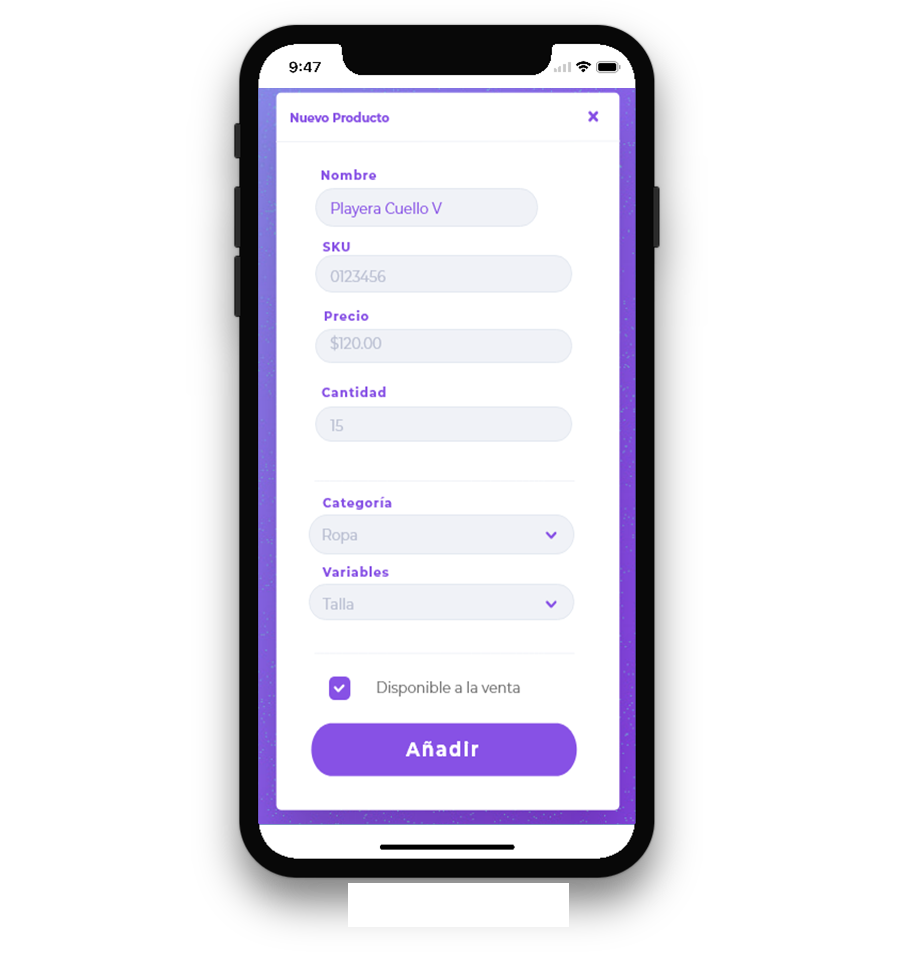 9:47
Nuevo Producto
Nombre
Playera Cuello V
SKU
0123456
Precio
$120.00
Cantidad
15
Categoría
Ropa
Variables
Talla
Disponible a la venta
Añadir